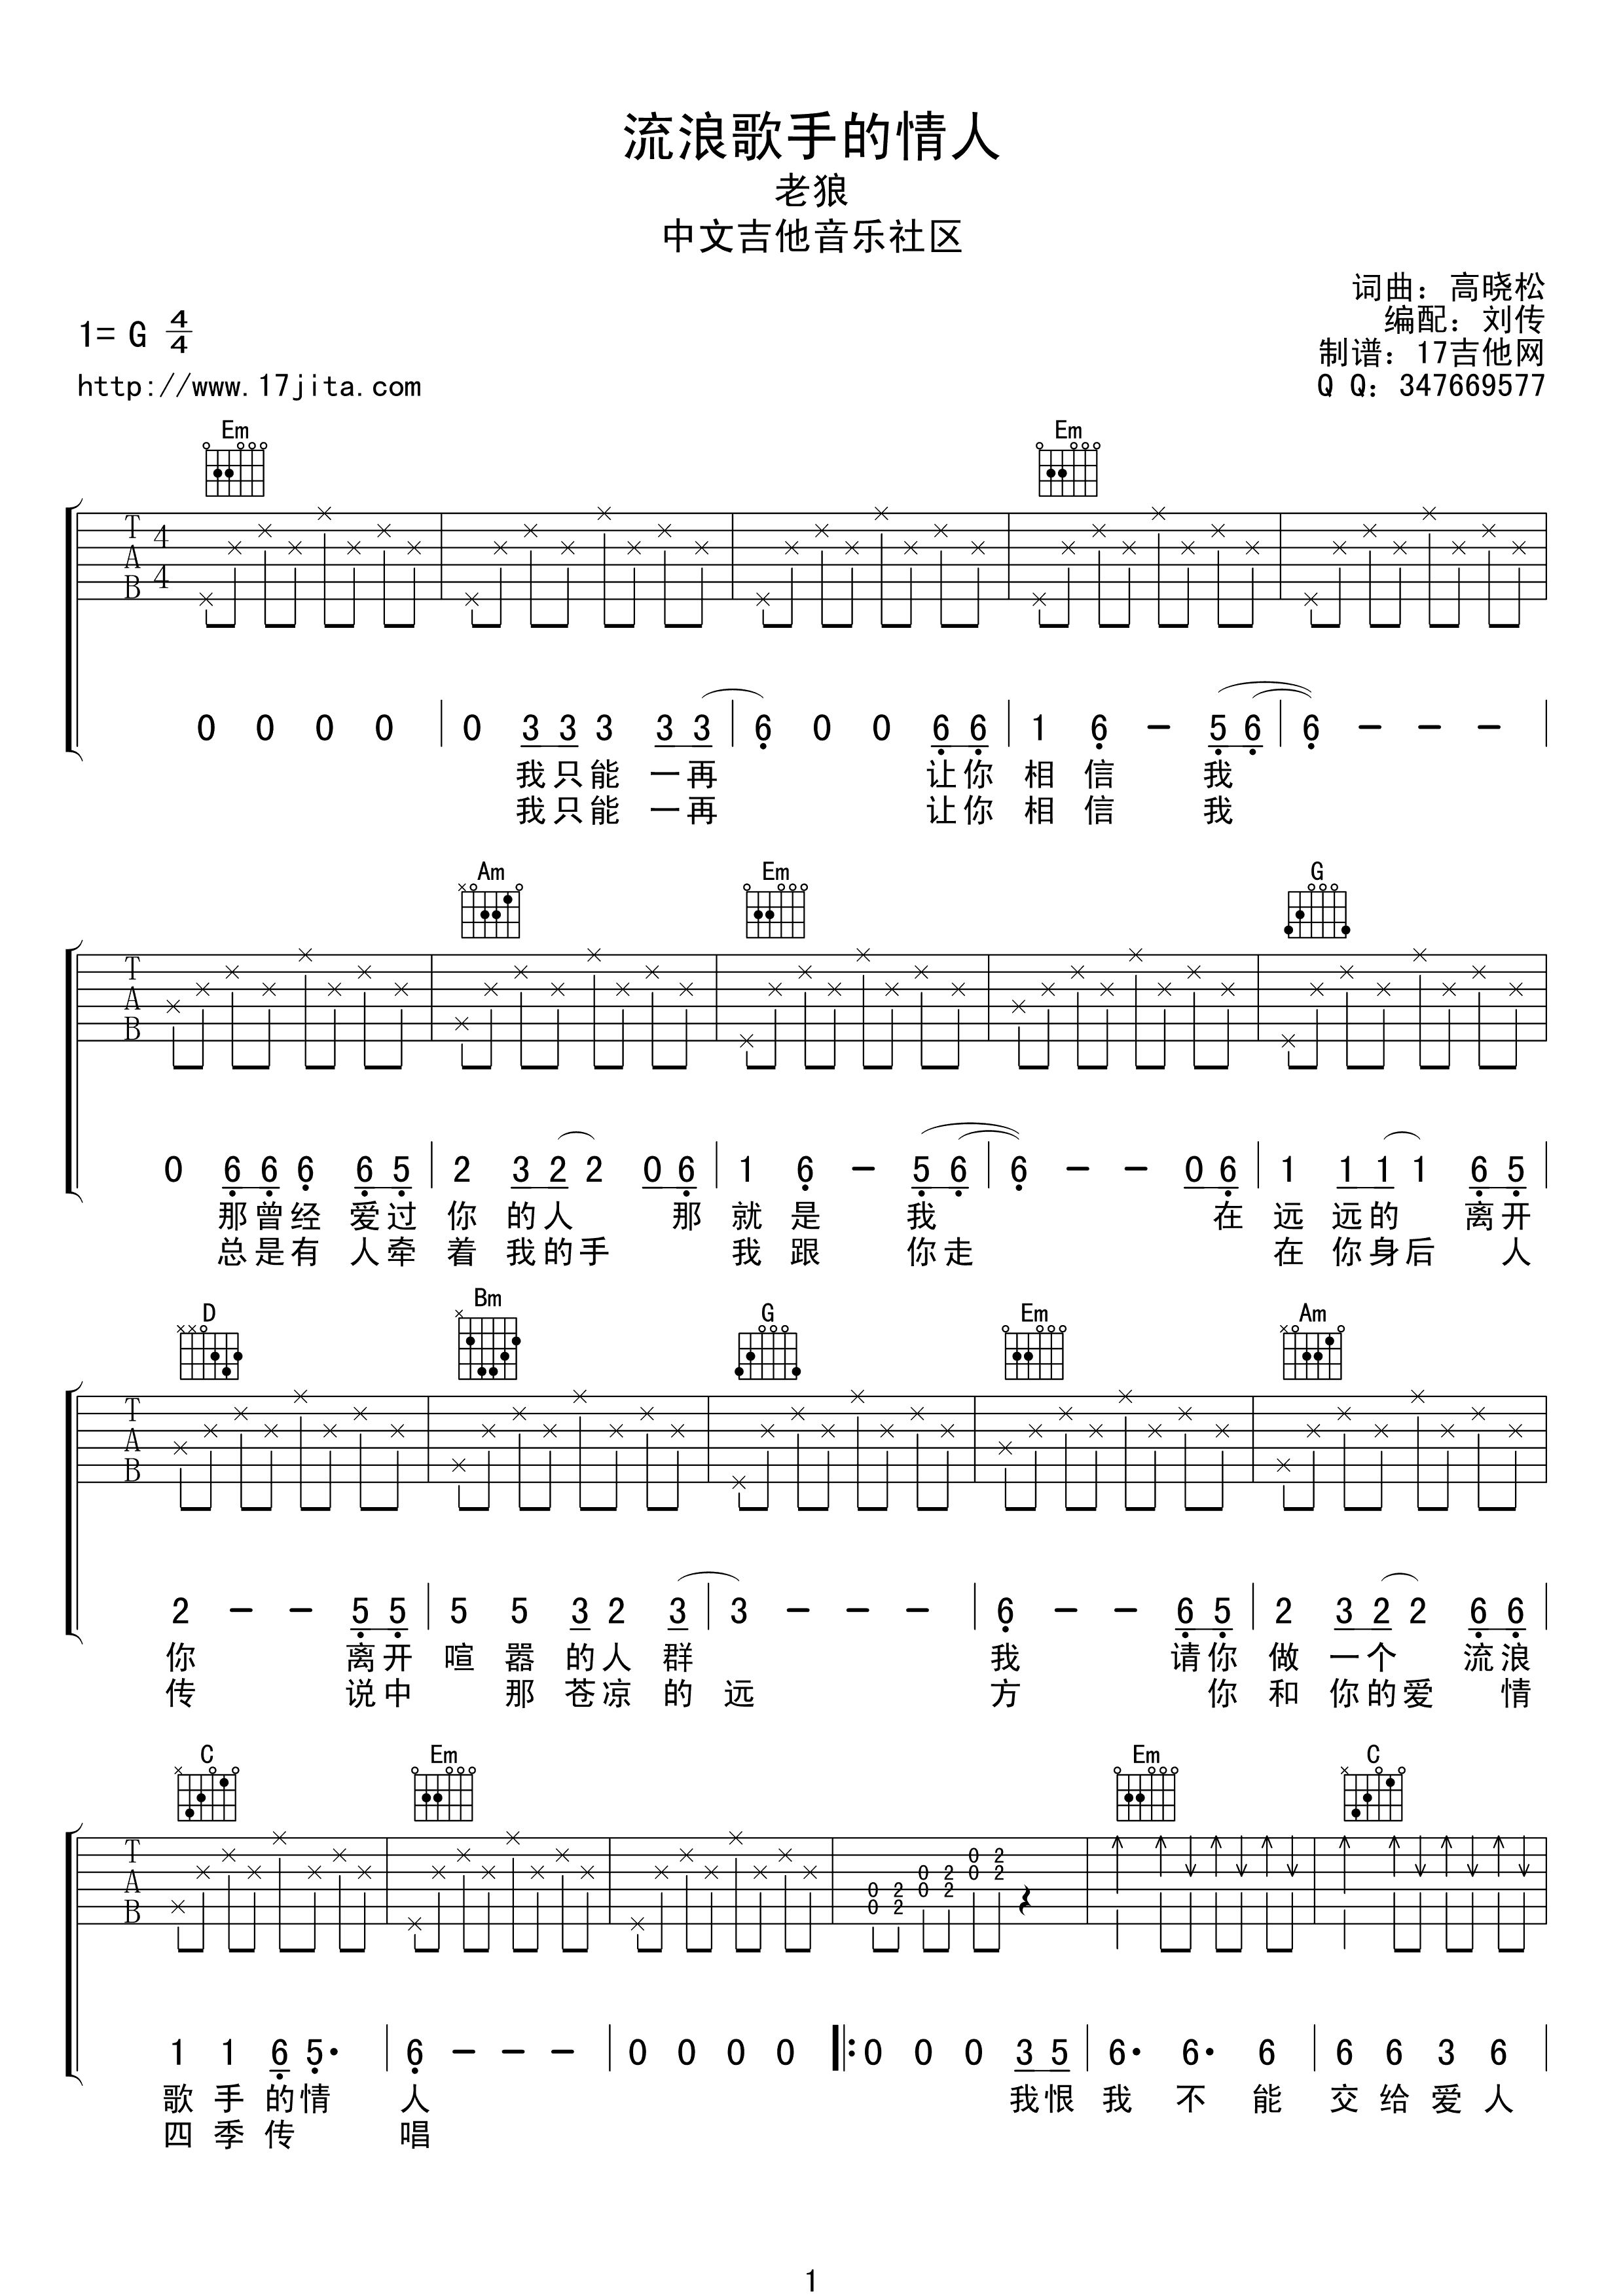 流浪歌手的情人
老狼
中文吉他音乐社区
词曲：高晓松
编配：刘传
制谱：17吉他网
Q Q：347669577
1= G 4/4
http://www.17jita.com
Em Em
T A B 4 4
0 0 0 0 0 3 3 3 3 3 6 0 0 6 6 1 6 - 5 6 6 - - -
我只能 一再 让你 相 信 我
我只能 一再 让你 相 信 我
Am Em G
T A B
0 6 6 6 6 5 2 3 2 2 0 6 1 6 - 5 6 6 - - 0 6 1 1 1 1 6 5
那曾经 爱过 你 的人 那 就 是 我 在 远 远的 离开
总是有 人牵 着 我的手 我 跟 你走 在 你身后 人
D Bm G Em Am
T A B
2 - - 5 5 5 5 3 2 3 3 - - - 6 - - 6 5 2 3 2 2 6 6
你 离开 喧 嚣 的人 群 我 请你 做 一个 流浪
传 说中 那 苍凉 的 远 方 你 和 你的爱 情
C Em Em C
T A B
0 2 0 2 0 2
0 2 0 2 0 2
1 1 6 5· 6 - - - 0 0 0 0 0 0 0 3 5 6· 6· 6 6 6 3 6
歌 手 的情 人 我恨 我 不 能 交 给 爱 人
四 季 传 唱
1